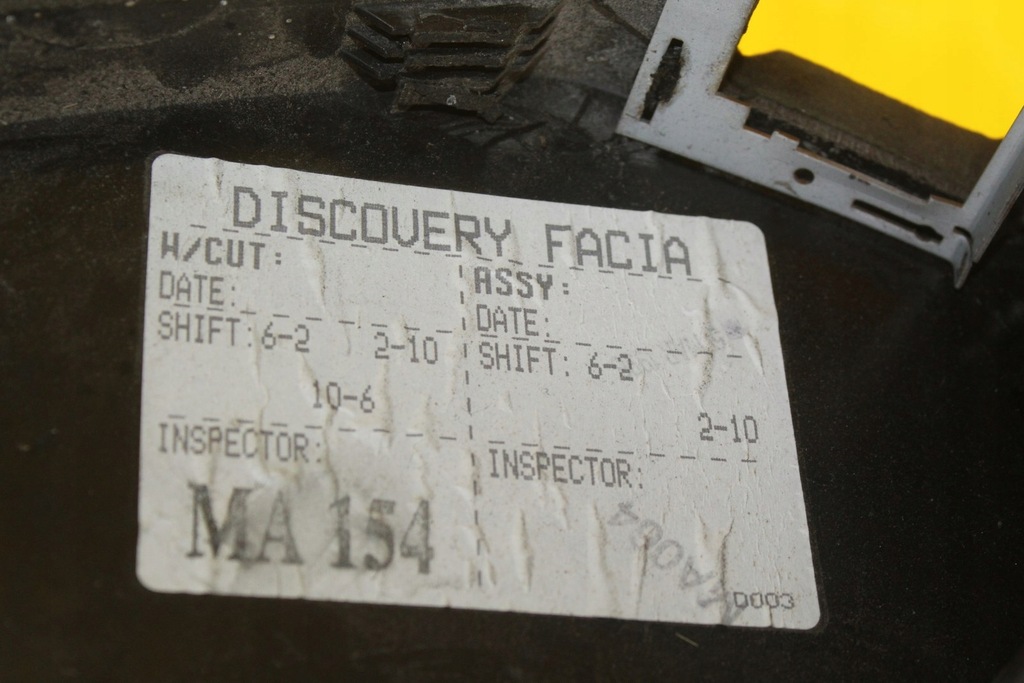 DISCOVERY FACIA
W/CUT:
DATE:
SHIFT: 6-2 2-10
10-6
INSPECTOR:
MA 154
ASSY:
DATE:
SHIFT: 6-2
2-10
INSPECTOR:
D003